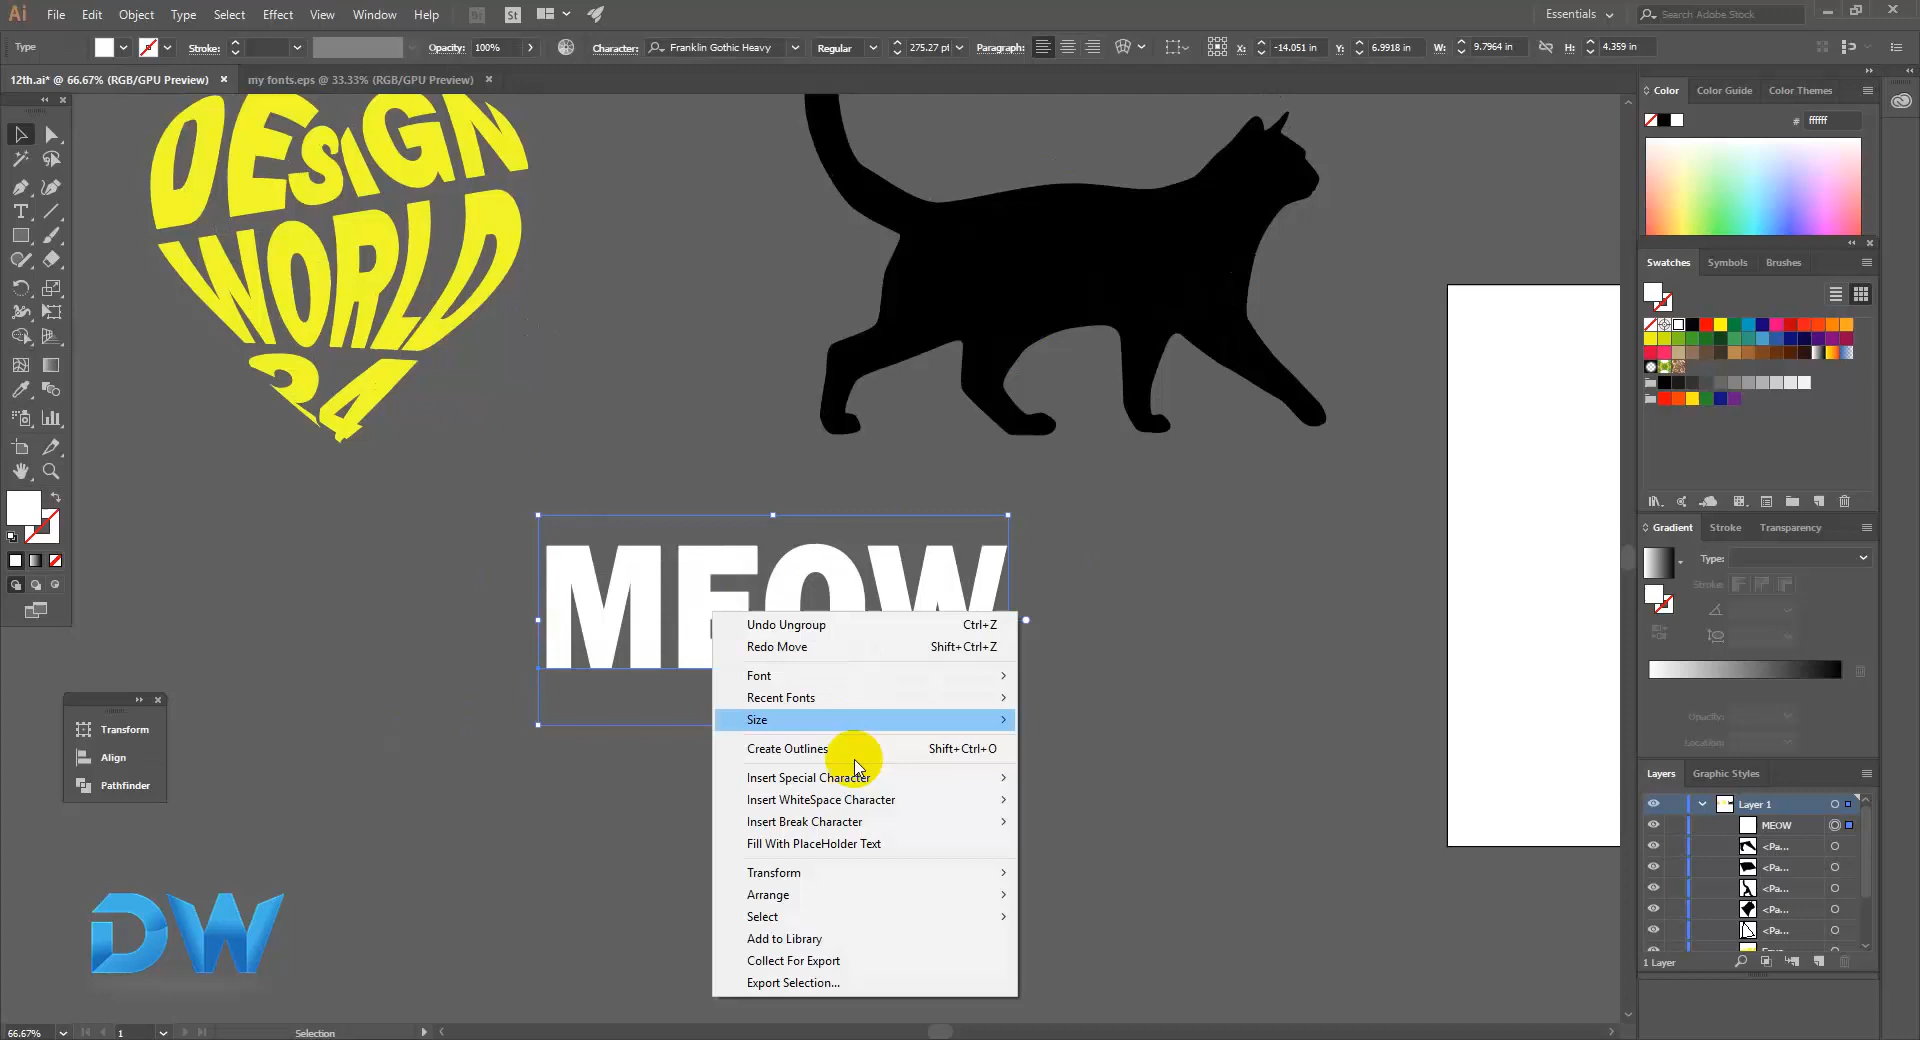 Ai File Edit Object Type Select Effect View Window Help Br St Essentials Search Adobe Stock
Type Stroke: Opacity: 100% Character: Franklin Gothic Heavy Regular 275.27 pt Paragraph: X: -14.051 in Y: 6.9918 in W: 9.7964 in H: 4.359 in
12th.ai* @ 66.67% (RGB/GPU Preview) × my fonts.eps @ 33.33% (RGB/GPU Preview) ×
Color Color Guide Color Themes
# ffffff
DESIGN
WORLD
24
Swatches Symbols Brushes
MEOW
Undo Ungroup Ctrl+Z
Redo Move Shift+Ctrl+Z
Font
Recent Fonts
Size
Create Outlines Shift+Ctrl+O
Insert Special Character
Insert WhiteSpace Character
Insert Break Character
Fill With PlaceHolder Text
Transform
Arrange
Select
Add to Library
Collect For Export
Export Selection...
Gradient Stroke Transparency
Type:
Stroke:
Opacity:
Location:
Transform
Align
Pathfinder
Layers Graphic Styles
Layer 1
MEOW
<Pa...
<Pa...
<Pa...
<Pa...
<Pa...
1 Layer
DW
66.67% 1 Selection